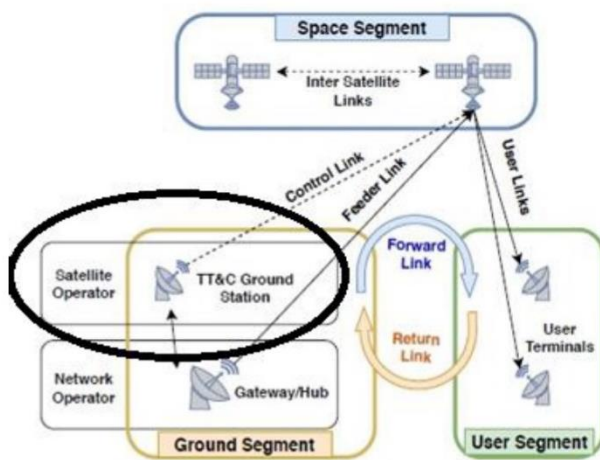 Space Segment
Inter Satellite
Links
Control Link
Feeder Link
User Links
Satellite
Operator
TT&C Ground
Station
Forward
Link
Return
Link
User
Terminals
Network
Operator
Gateway/Hub
Ground Segment
User Segment